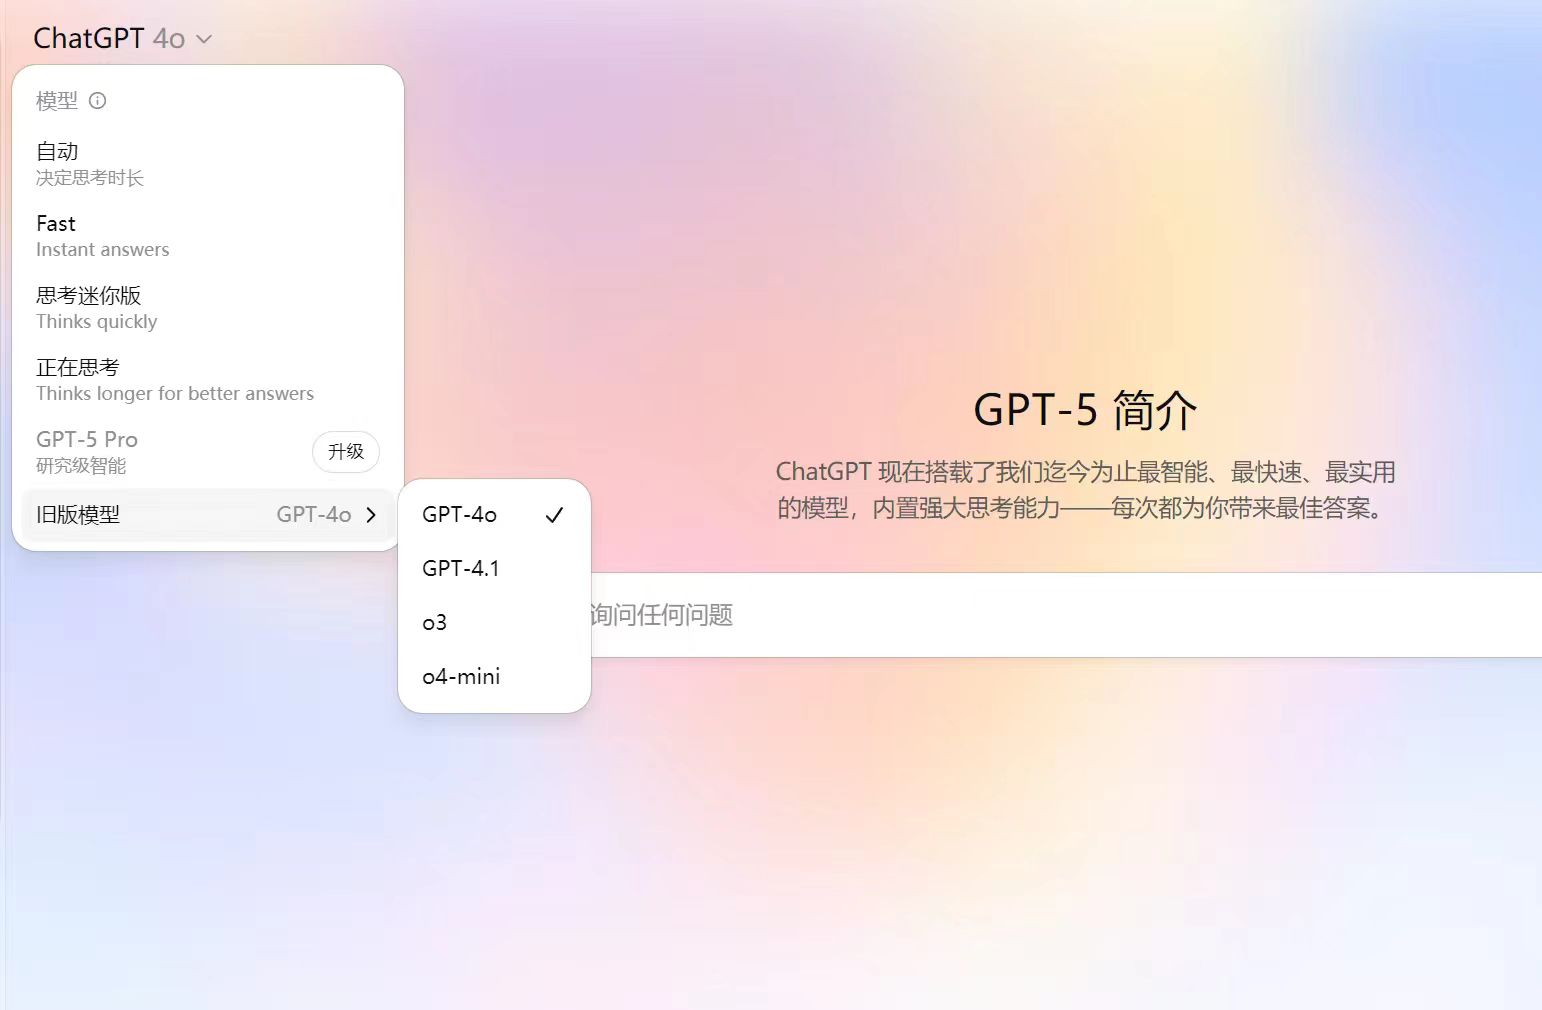 ChatGPT 4o
模型
自动
决定思考时长
Fast
Instant answers
思考迷你版
Thinks quickly
正在思考
Thinks longer for better answers
GPT-5 Pro
研究级智能
升级
旧版模型 GPT-4o
GPT-4o
GPT-4.1
o3
o4-mini
GPT-5 简介
ChatGPT 现在搭载了我们迄今为止最智能、最快速、最实用
的模型，内置强大思考能力——每次都为你带来最佳答案。
询问任何问题